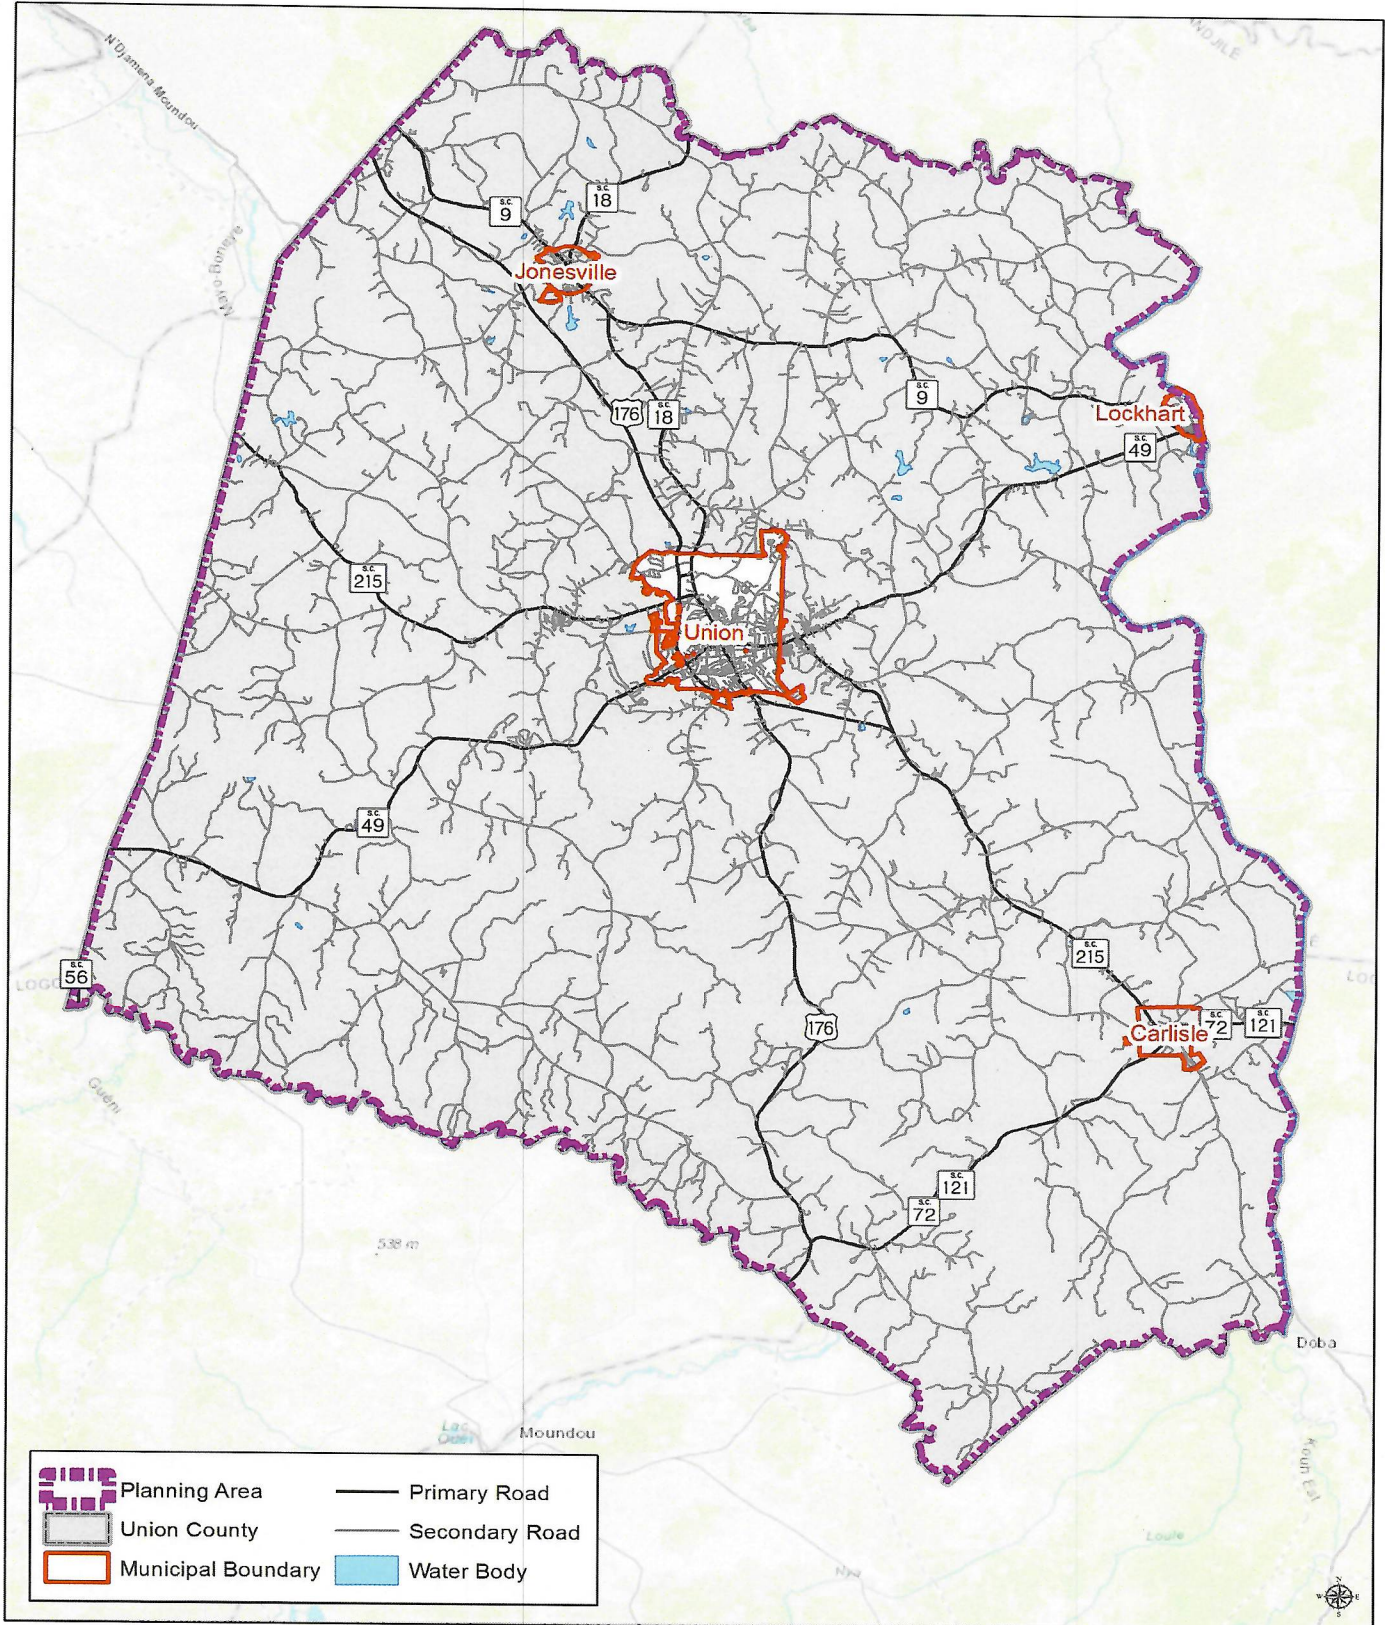 N'Djamena Moundou
Mayo Boneye
S.C.
9
S.C.
18
Jonesville
176
S.C.
18
S.C.
9
Lockhart
S.C.
49
S.C.
215
Union
S.C.
49
S.C.
56
S.C.
215
176
Carlisle
S.C.
72
S.C.
121
S.C.
121
S.C.
72
Guéni
538 m
Doba
Lac
Moundou
Koun Eal
Loule
Planning Area
Union County
Municipal Boundary
Primary Road
Secondary Road
Water Body
N
W
E
S